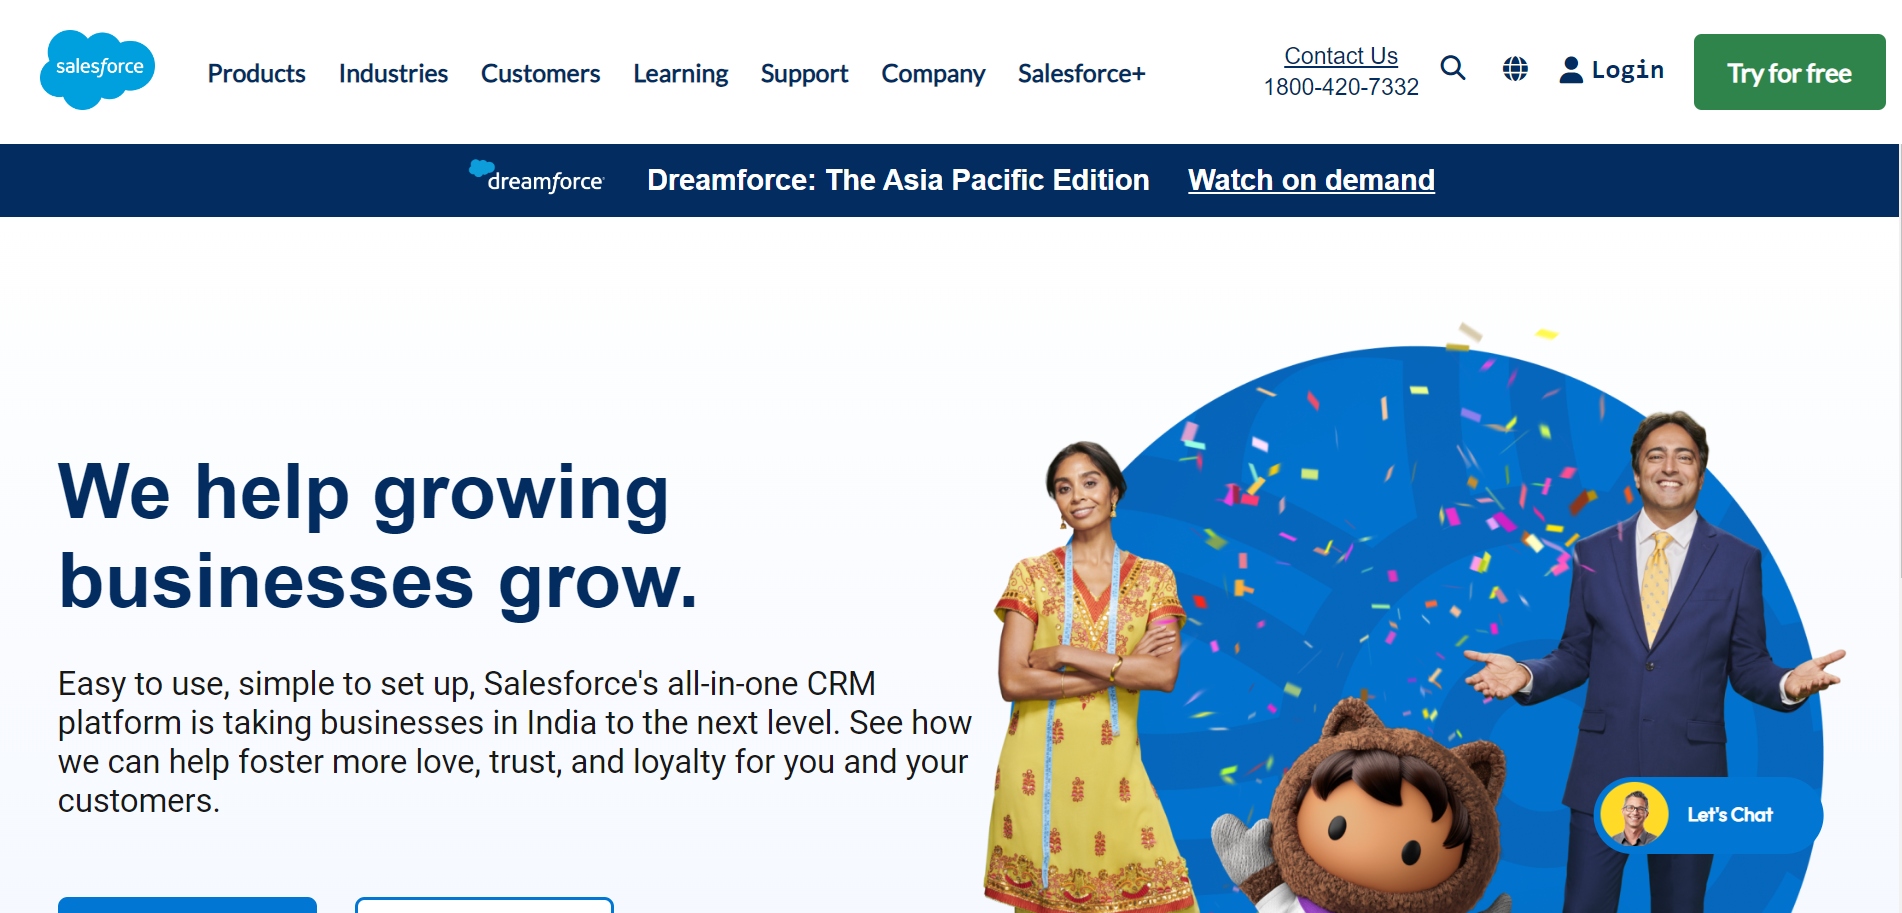 salesforce
Products Industries Customers Learning Support Company Salesforce+
Contact Us
1800-420-7332
Login
Try for free
dreamforce Dreamforce: The Asia Pacific Edition Watch on demand
We help growing
businesses grow.
Easy to use, simple to set up, Salesforce's all-in-one CRM
platform is taking businesses in India to the next level. See how
we can help foster more love, trust, and loyalty for you and your
customers.
Let's Chat